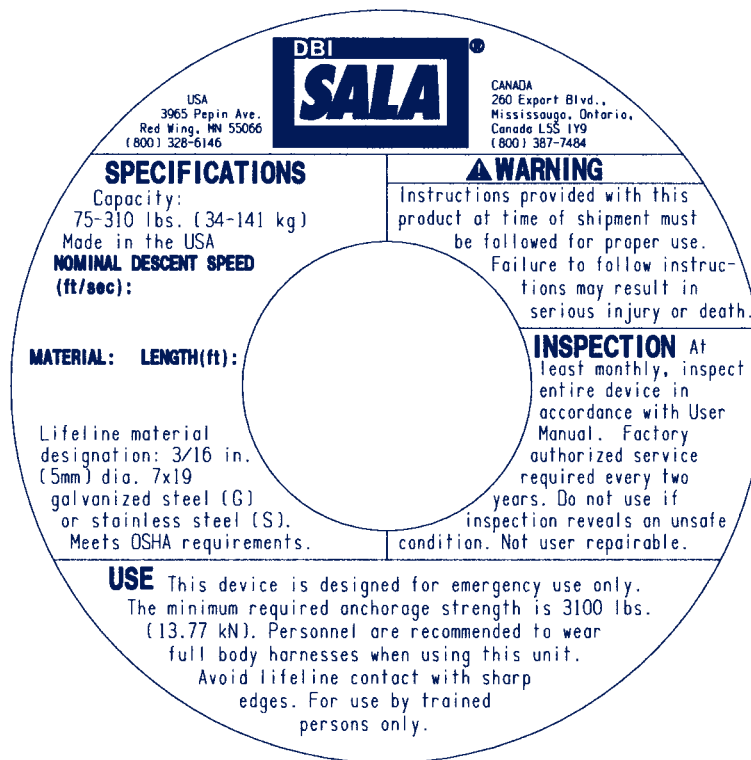 DBI
SALA®
USA
3965 Pepin Ave.
Red Wing, MN 55066
(800) 328-6146
CANADA
260 Export Blvd.,
Mississauga, Ontario,
Canada L5S 1Y9
(800) 387-7484
SPECIFICATIONS
Capacity:
75-310 lbs. (34-141 kg)
Made in the USA
NOMINAL DESCENT SPEED
(ft/sec):
MATERIAL: LENGTH(ft):
Lifeline material
designation: 3/16 in.
(5mm) dia. 7x19
galvanized steel (G)
or stainless steel (S).
Meets OSHA requirements.
WARNING
Instructions provided with this
product at time of shipment must
be followed for proper use.
Failure to follow instruc-
tions may result in
serious injury or death.
INSPECTION At
least monthly, inspect
entire device in
accordance with User
Manual. Factory
authorized service
required every two
years. Do not use if
inspection reveals an unsafe
condition. Not user repairable.
USE This device is designed for emergency use only.
The minimum required anchorage strength is 3100 lbs.
(13.77 kN). Personnel are recommended to wear
full body harnesses when using this unit.
Avoid lifeline contact with sharp
edges. For use by trained
persons only.